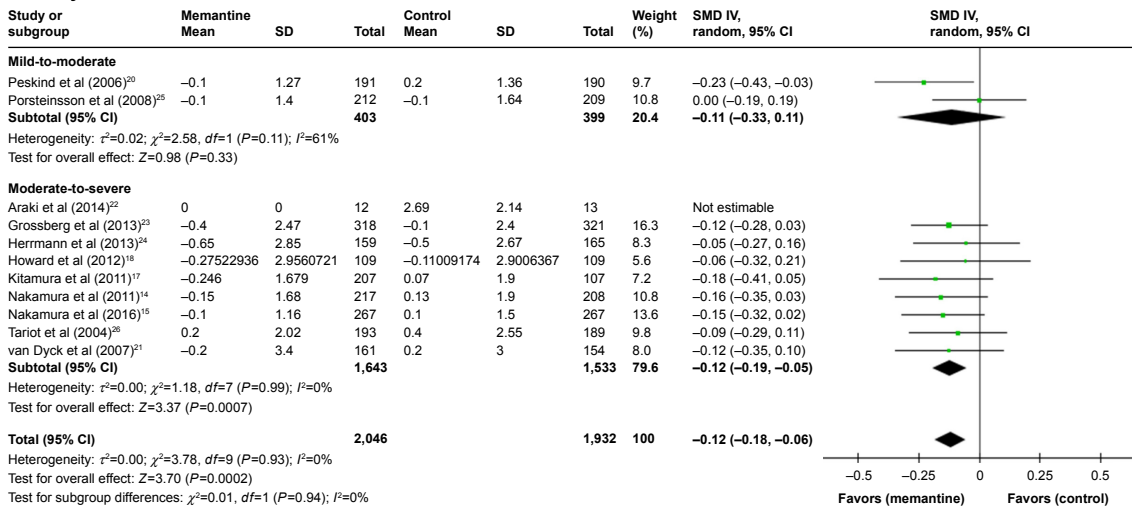 Study or subgroup Memantine Mean SD Total Control Mean SD Total Weight (%) SMD IV, random, 95% CI SMD IV, random, 95% CI
Mild-to-moderate
Peskind et al (2006)²⁰ –0.1 1.27 191 0.2 1.36 190 9.7 –0.23 (–0.43, –0.03)
Porsteinsson et al (2008)²⁵ –0.1 1.4 212 –0.1 1.64 209 10.8 0.00 (–0.19, 0.19)
Subtotal (95% CI) 403 399 20.4 –0.11 (–0.33, 0.11)
Heterogeneity: τ²=0.02; χ²=2.58, df=1 (P=0.11); I²=61%
Test for overall effect: Z=0.98 (P=0.33)
Moderate-to-severe
Araki et al (2014)²² 0 0 12 2.69 2.14 13 Not estimable
Grossberg et al (2013)²³ –0.4 2.47 318 –0.1 2.4 321 16.3 –0.12 (–0.28, 0.03)
Herrmann et al (2013)²⁴ –0.65 2.85 159 –0.5 2.67 165 8.3 –0.05 (–0.27, 0.16)
Howard et al (2012)¹⁸ –0.27522936 2.9560721 109 –0.11009174 2.9006367 109 5.6 –0.06 (–0.32, 0.21)
Kitamura et al (2011)¹⁷ –0.246 1.679 207 0.07 1.9 107 7.2 –0.18 (–0.41, 0.05)
Nakamura et al (2011)¹⁴ –0.15 1.68 217 0.13 1.9 208 10.8 –0.16 (–0.35, 0.03)
Nakamura et al (2016)¹⁵ –0.1 1.16 267 0.1 1.5 267 13.6 –0.15 (–0.32, 0.02)
Tariot et al (2004)²⁶ 0.2 2.02 193 0.4 2.55 189 9.8 –0.09 (–0.29, 0.11)
van Dyck et al (2007)²¹ –0.2 3.4 161 0.2 3 154 8.0 –0.12 (–0.35, 0.10)
Subtotal (95% CI) 1,643 1,533 79.6 –0.12 (–0.19, –0.05)
Heterogeneity: τ²=0.00; χ²=1.18, df=7 (P=0.99); I²=0%
Test for overall effect: Z=3.37 (P=0.0007)
Total (95% CI) 2,046 1,932 100 –0.12 (–0.18, –0.06)
Heterogeneity: τ²=0.00; χ²=3.78, df=9 (P=0.93); I²=0%
Test for overall effect: Z=3.70 (P=0.0002)
Test for subgroup differences: χ²=0.01, df=1 (P=0.94); I²=0%
–0.5 –0.25 0 0.25 0.5
Favors (memantine) Favors (control)